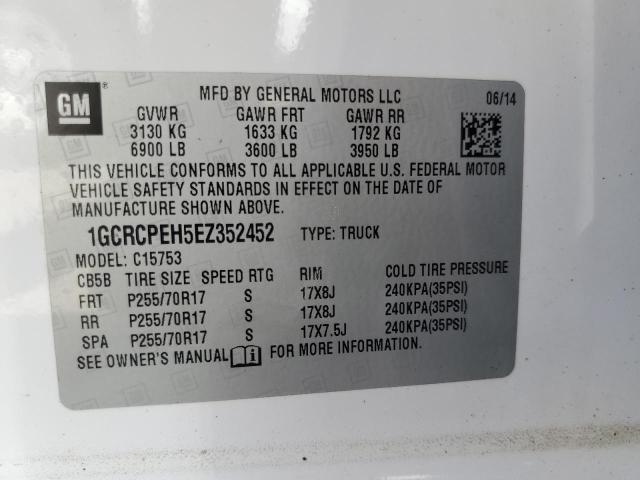 GM
MFD BY GENERAL MOTORS LLC 06/14
GVWR GAWR FRT GAWR RR
3130 KG 1633 KG 1792 KG
6900 LB 3600 LB 3950 LB
THIS VEHICLE CONFORMS TO ALL APPLICABLE U.S. FEDERAL MOTOR
VEHICLE SAFETY STANDARDS IN EFFECT ON THE DATE OF
MANUFACTURE SHOWN ABOVE.
1GCRCPEH5EZ352452 TYPE: TRUCK
MODEL: C15753
CB5B TIRE SIZE SPEED RTG RIM COLD TIRE PRESSURE
FRT P255/70R17 S 17X8J 240KPA(35PSI)
RR P255/70R17 S 17X8J 240KPA(35PSI)
SPA P255/70R17 S 17X7.5J 240KPA(35PSI)
SEE OWNER'S MANUAL FOR MORE INFORMATION.